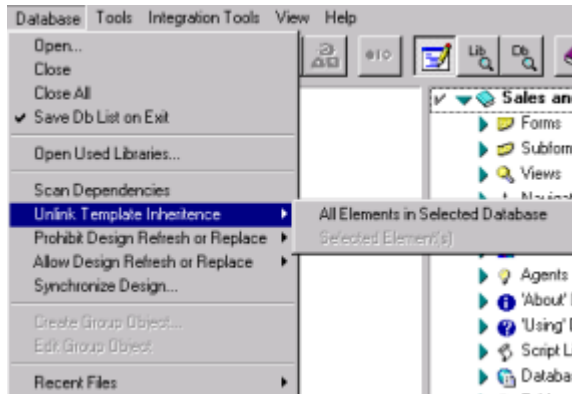 Database Tools Integration Tools View Help
Open...
Close
Close All
Save Db List on Exit
Open Used Libraries...
Scan Dependencies
Unlink Template Inheritence
All Elements in Selected Database
Selected Element(s)
Prohibit Design Refresh or Replace
Allow Design Refresh or Replace
Synchronize Design...
Create Group Object...
Edit Group Object
Recent Files
Lib
Db
Sales an
Forms
Subform
Views
Agents
'About'
'Using'
Script L
Databa